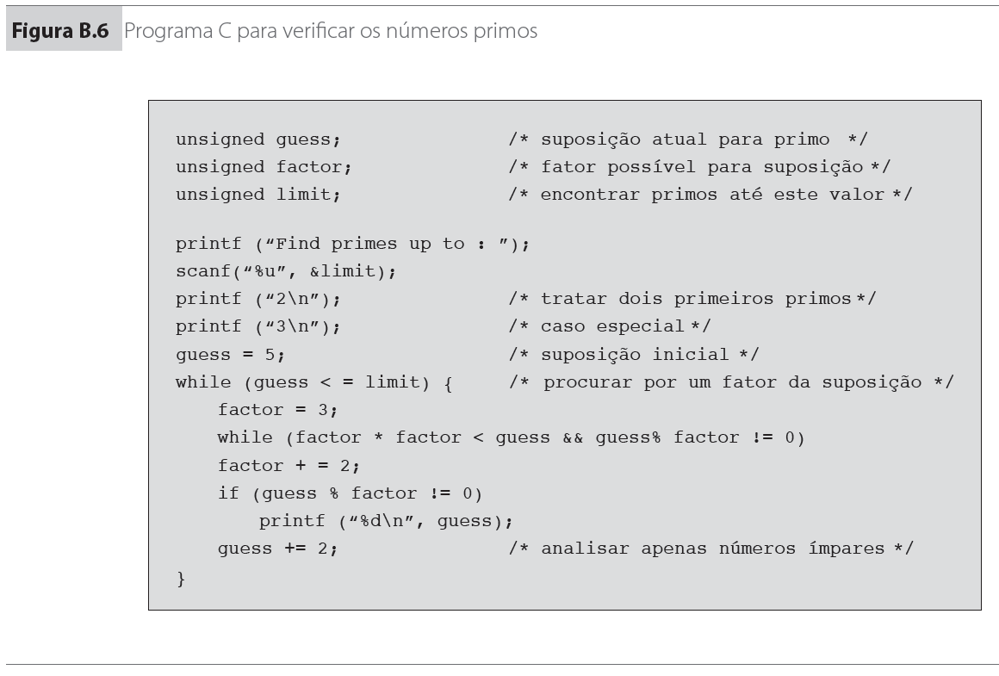 Figura B.6 Programa C para verificar os números primos
unsigned guess; /* suposição atual para primo */
unsigned factor; /* fator possível para suposição */
unsigned limit; /* encontrar primos até este valor */
printf (“Find primes up to : ”);
scanf(“%u”, &limit);
printf (“2\n”); /* tratar dois primeiros primos */
printf (“3\n”); /* caso especial */
guess = 5; /* suposição inicial */
while (guess < = limit) { /* procurar por um fator da suposição */
factor = 3;
while (factor * factor < guess && guess% factor != 0)
factor + = 2;
if (guess % factor != 0)
printf (“%d\n”, guess);
guess += 2; /* analisar apenas números ímpares */
}